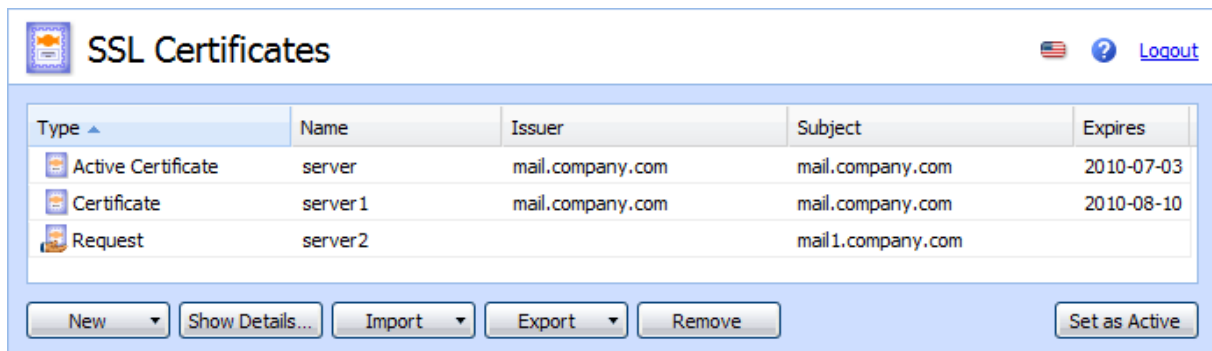 SSL Certificates
Logout
Type Name Issuer Subject Expires
Active Certificate server mail.company.com mail.company.com 2010-07-03
Certificate server1 mail.company.com mail.company.com 2010-08-10
Request server2 mail1.company.com
New Show Details... Import Export Remove Set as Active